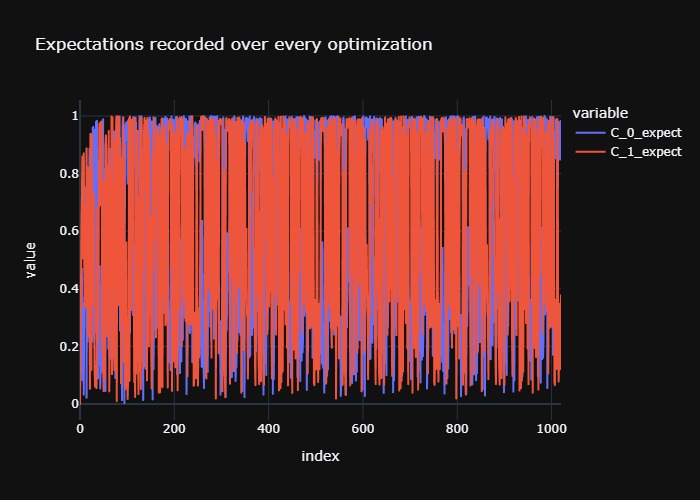 Expectations recorded over every optimization
variable
C_0_expect
C_1_expect
1
0.8
0.6
0.4
0.2
0
value
0 200 400 600 800 1000
index